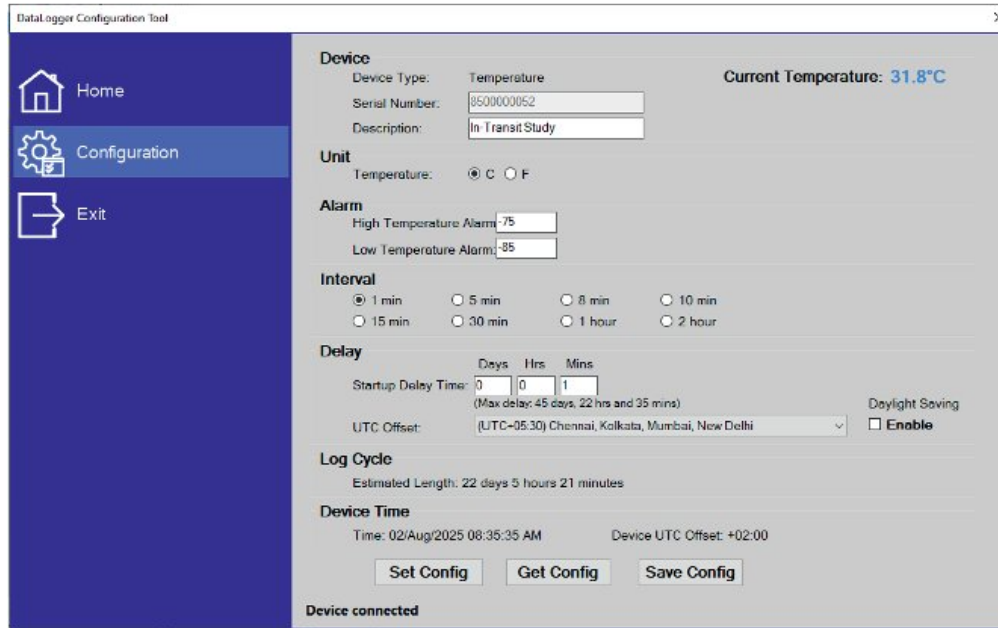 DataLogger Configuration Tool
Home
Configuration
Exit
Device
Device Type: Temperature
Current Temperature: 31.8°C
Serial Number: 8500000052
Description: In-Transit Study
Unit
Temperature: C F
Alarm
High Temperature Alarm -75
Low Temperature Alarm: -85
Interval
1 min 5 min 8 min 10 min
15 min 30 min 1 hour 2 hour
Delay
Days Hrs Mins
Startup Delay Time: 0 0 1
(Max delay: 45 days, 22 hrs and 35 mins)
Daylight Saving
UTC Offset: (UTC+05:30) Chennai, Kolkata, Mumbai, New Delhi
Enable
Log Cycle
Estimated Length: 22 days 5 hours 21 minutes
Device Time
Time: 02/Aug/2025 08:35:35 AM Device UTC Offset: +02:00
Set Config Get Config Save Config
Device connected